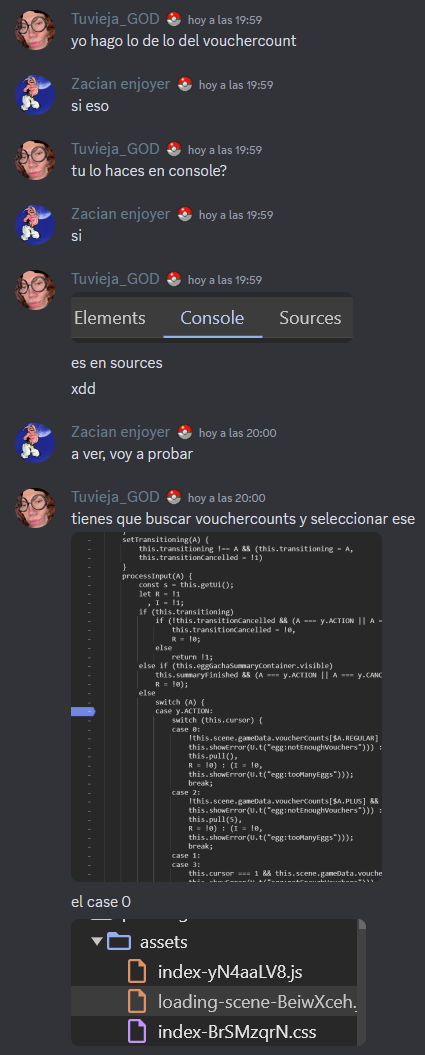 Tuvieja_GOD hoy a las 19:59
yo hago lo de lo del vouchercount
Zacian enjoyer hoy a las 19:59
si eso
Tuvieja_GOD hoy a las 19:59
tu lo haces en console?
Zacian enjoyer hoy a las 19:59
si
Tuvieja_GOD hoy a las 19:59
Elements Console Sources
es en sources
xdd
Zacian enjoyer hoy a las 20:00
a ver, voy a probar
Tuvieja_GOD hoy a las 20:00
tienes que buscar vouchercounts y seleccionar ese
}
setTransitioning(A) {
this.transitioning !== A && (this.transitioning = A,
this.transitionCancelled = !1)
}
processInput(A) {
const s = this.getUi();
let R = !1
, I = !1;
if (this.transitioning)
if (!this.transitionCancelled && (A === y.ACTION || A =
this.transitionCancelled = !0,
R = !0;
else
return !1;
else if (this.eggGachaSummaryContainer.visible)
this.summaryFinished && (A === y.ACTION || A === y.CANC
R = !0);
else
switch (A) {
case y.ACTION:
switch (this.cursor) {
case 0:
!this.scene.gameData.voucherCounts[$A.REGULAR]
this.showError(U.t("egg:notEnoughVouchers"))) :
this.pull(),
R = !0) : (I = !0,
this.showError(U.t("egg:tooManyEggs")));
break;
case 2:
!this.scene.gameData.voucherCounts[$A.PLUS] &&
this.showError(U.t("egg:notEnoughVouchers"))) :
this.pull(5),
R = !0) : (I = !0,
this.showError(U.t("egg:tooManyEggs")));
break;
case 1:
case 3:
this.cursor === 1 && this.scene.gameData.vouche
el case 0
assets
index-yN4aaLV8.js
loading-scene-BeiwXceh.
index-BrSMzqrN.css